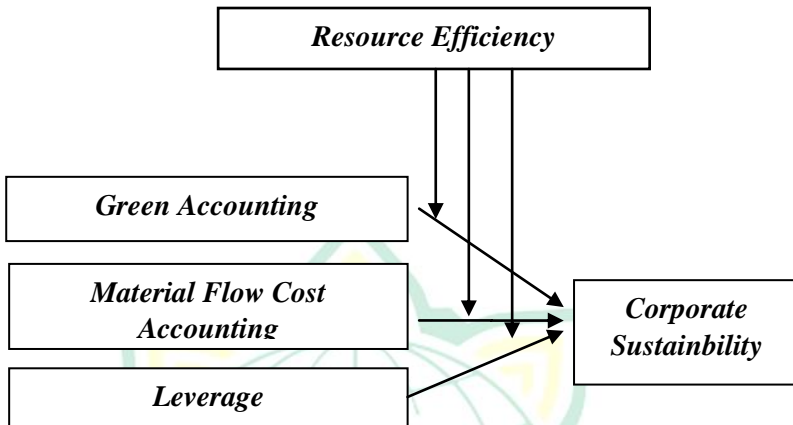 Resource Efficiency
Green Accounting
Material Flow Cost
Accounting
Leverage
Corporate
Sustainbility